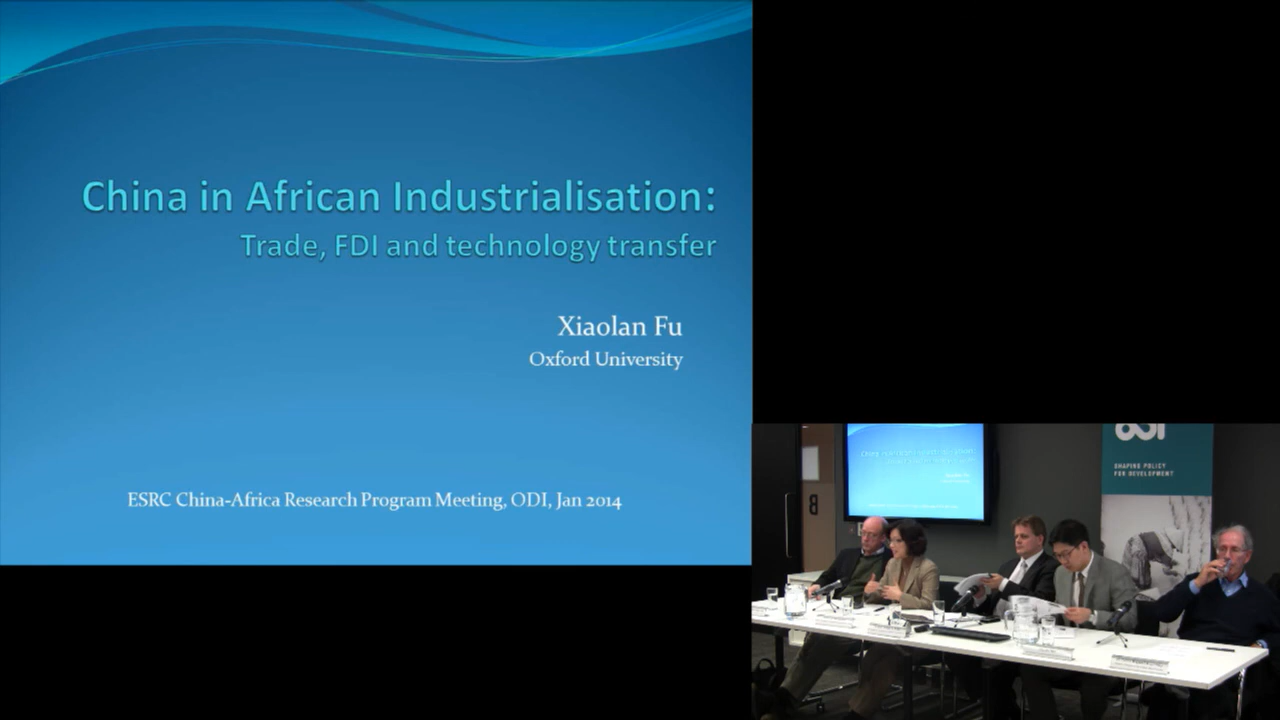 China in African Industrialisation:
Trade, FDI and technology transfer
Xiaolan Fu
Oxford University
ESRC China-Africa Research Program Meeting, ODI, Jan 2014
SHAPING POLICY
FOR DEVELOPMENT
B